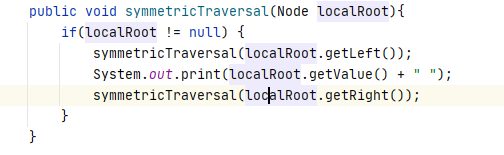 public void symmetricTraversal(Node localRoot){
if(localRoot != null) {
symmetricTraversal(localRoot.getLeft());
System.out.print(localRoot.getValue() + " ");
symmetricTraversal(localRoot.getRight());
}
}